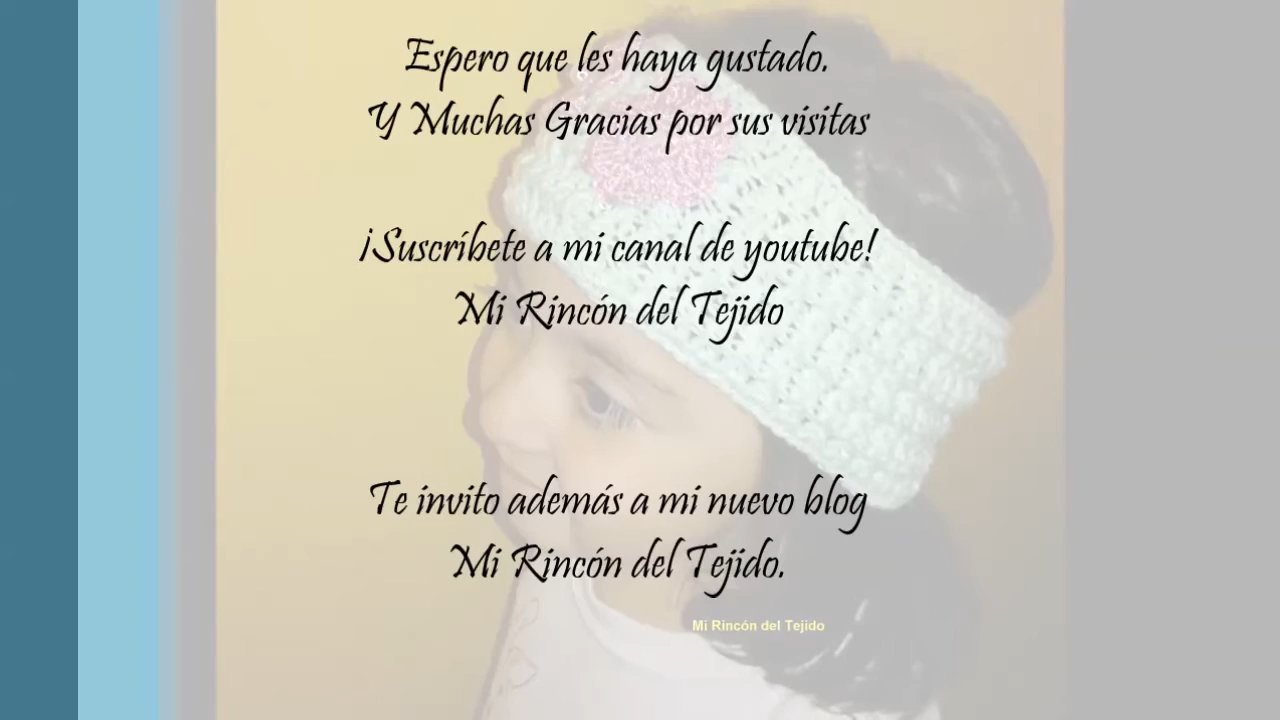 Espero que les haya gustado.
Y Muchas Gracias por sus visitas
¡Suscríbete a mi canal de youtube!
Mi Rincón del Tejido
Te invito además a mi nuevo blog
Mi Rincón del Tejido.
Mi Rincón del Tejido